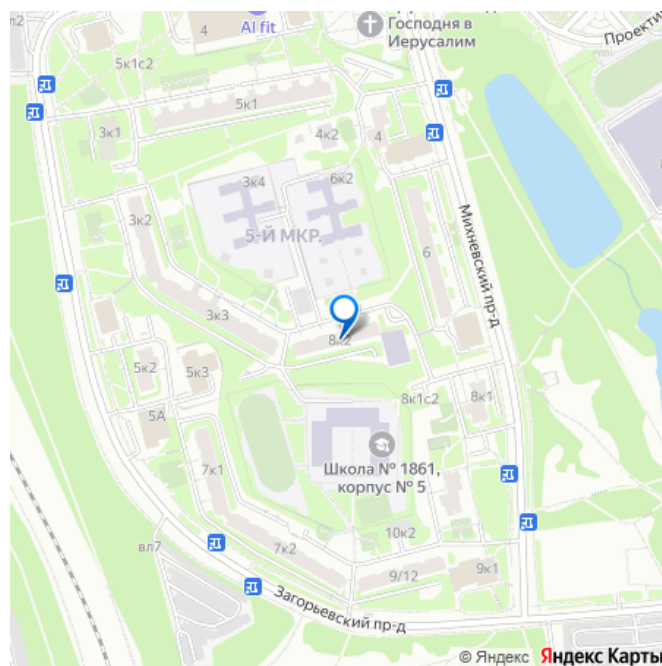 Господня в
Иерусалим
Проекти
4
AI fit
5к1с2
5к1
3к1
4к2
4
3к4
6к2
3к2
5-Й МКР.
6
Михневский пр-д
3к3
8к2
5к2
5к3
8к1с2
8к1
5А
Школа № 1861,
корпус № 5
7к1
10к2
вл7
7к2
9/12
9к1
Загорьевский пр-д
© Яндекс Яндекс Карты